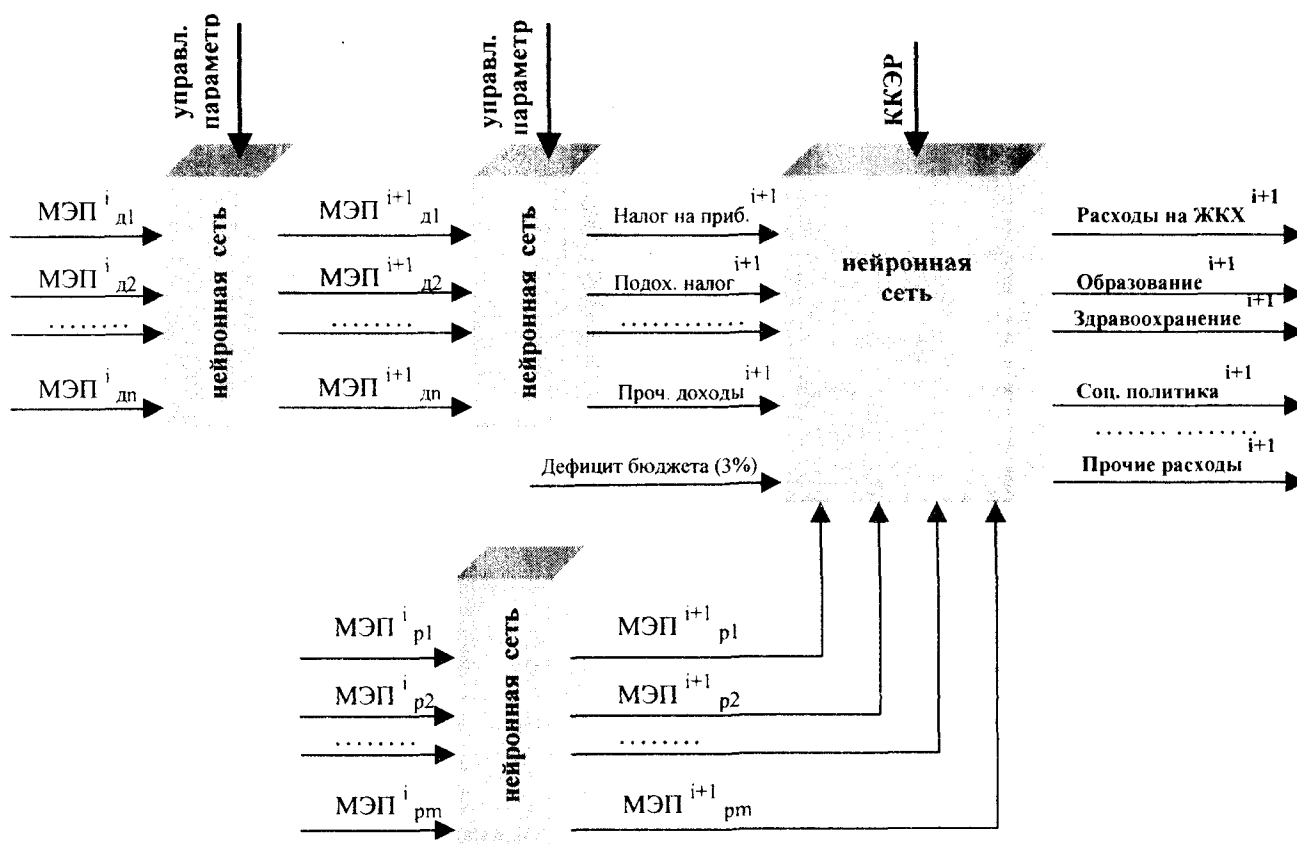 управл.
параметр
управл.
параметр
ККЭР
МЭП i д1
МЭП i д2
........
МЭП i дn
нейронная сеть
МЭП i+1 д1
МЭП i+1 д2
........
МЭП i+1 дn
нейронная сеть
Налог на приб. i+1
Подох. налог i+1
............
Проч. доходы i+1
Дефицит бюджета (3%)
нейронная
сеть
Расходы на ЖКХ i+1
Образование i+1
Здравоохранение i+1
Соц. политика i+1
....... ........
Прочие расходы i+1
МЭП i р1
МЭП i р2
........
МЭП i рm
нейронная сеть
МЭП i+1 р1
МЭП i+1 р2
........
МЭП i+1 рm